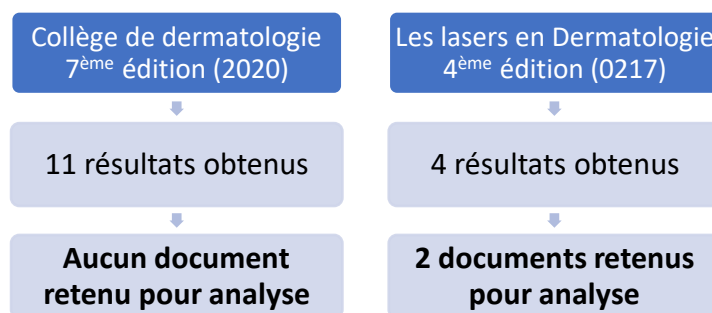 Collège de dermatologie
7ème édition (2020)
11 résultats obtenus
Aucun document
retenu pour analyse
Les lasers en Dermatologie
4ème édition (0217)
4 résultats obtenus
2 documents retenus
pour analyse